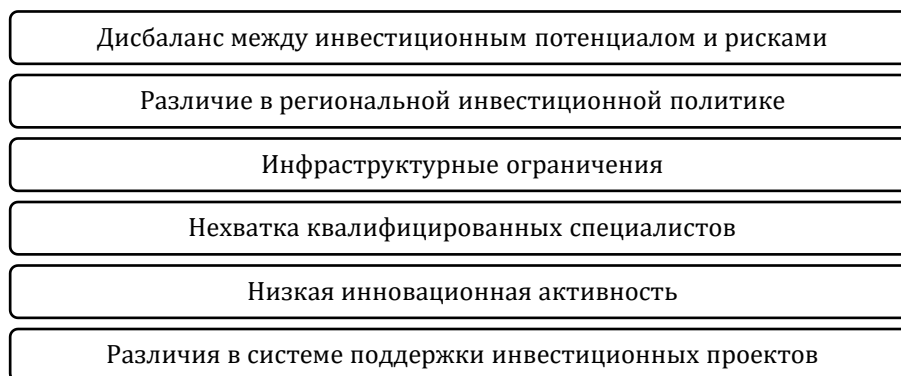 Дисбаланс между инвестиционным потенциалом и рисками
Различие в региональной инвестиционной политике
Инфраструктурные ограничения
Нехватка квалифицированных специалистов
Низкая инновационная активность
Различия в системе поддержки инвестиционных проектов